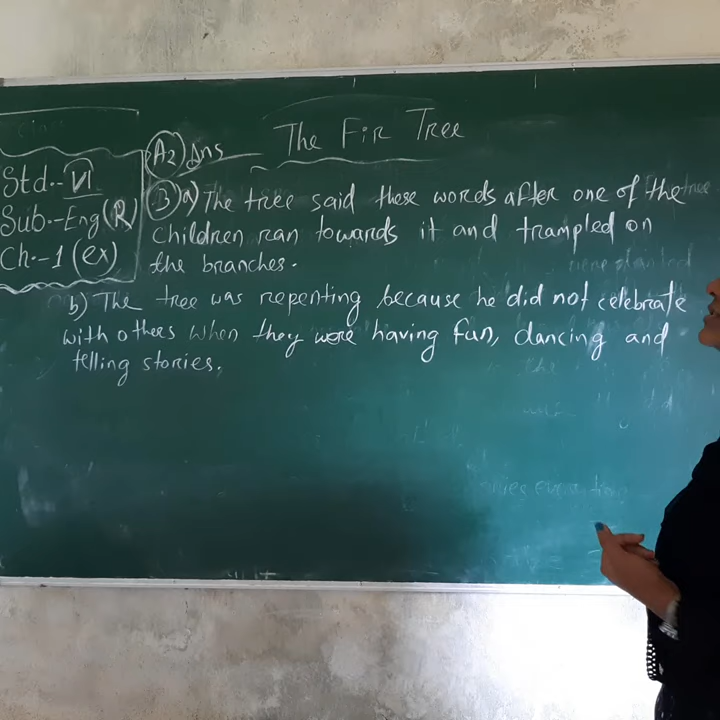 The Fir Tree
Std.- VI
Sub.- Eng (R)
Ch.- 1 (ex)
A2) Ans
B) a) The tree said these words after one of the
children ran towards it and trampled on
the branches.
b) The tree was repenting because he did not celebrate
with others when they were having fun, dancing and
telling stories.